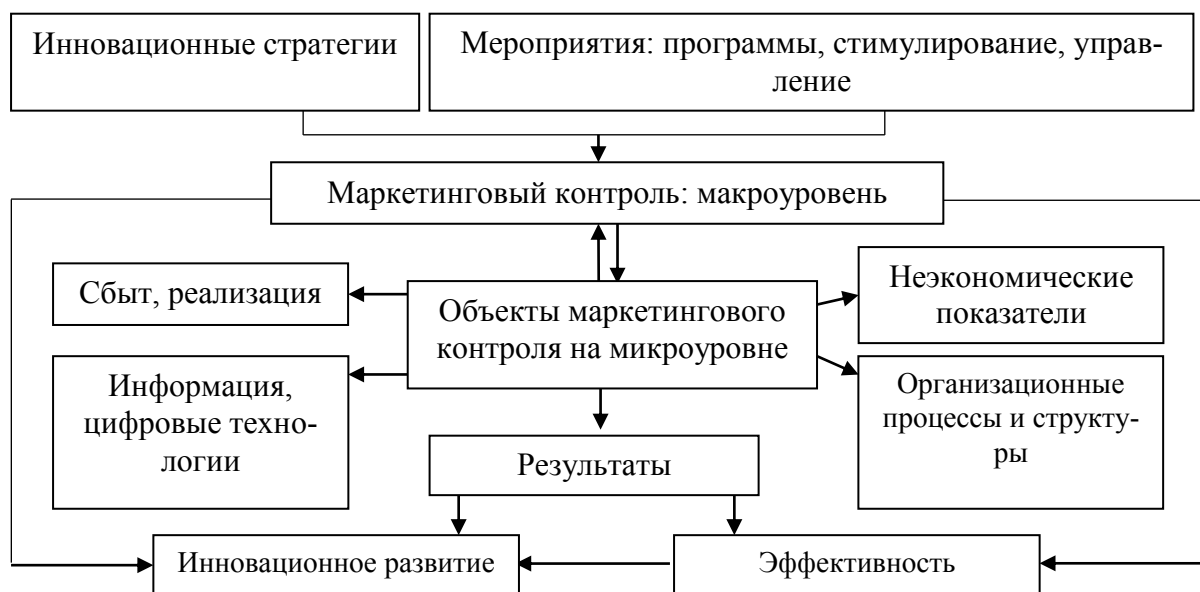 Инновационные стратегии
Мероприятия: программы, стимулирование, управ-
ление
Маркетинговый контроль: макроуровень
Сбыт, реализация
Объекты маркетингового
контроля на микроуровне
Неэкономические
показатели
Информация,
цифровые техно-
логии
Организационные
процессы и структу-
ры
Результаты
Инновационное развитие
Эффективность